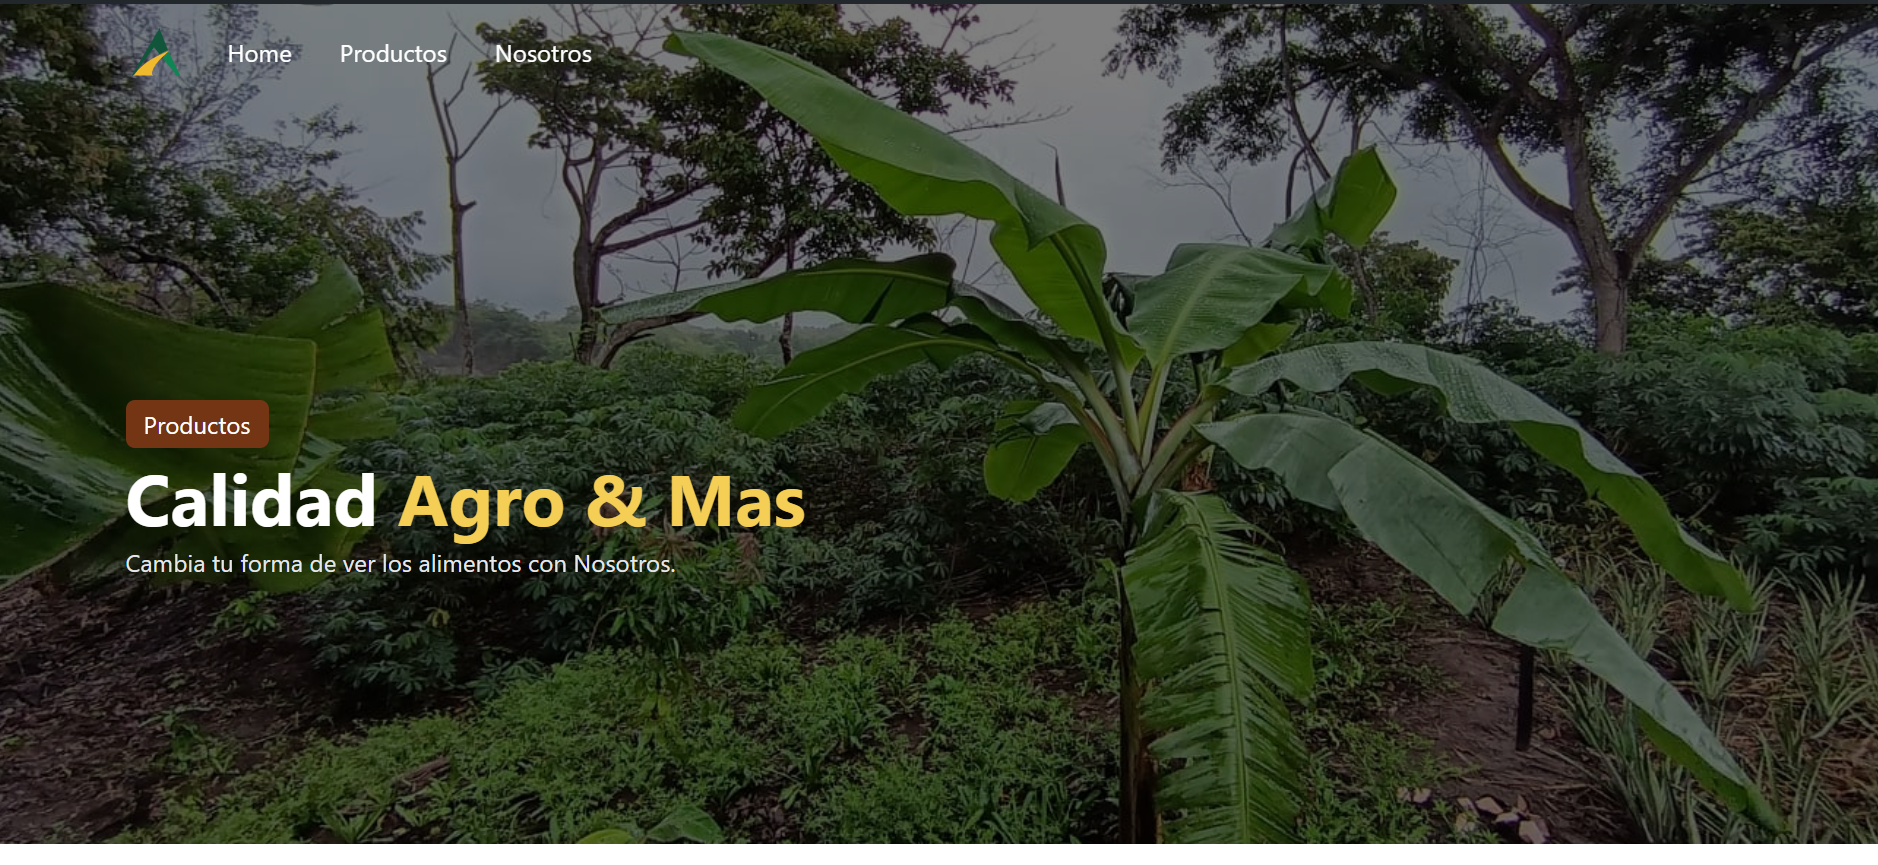 Home Productos Nosotros
Productos
Calidad Agro & Mas
Cambia tu forma de ver los alimentos con Nosotros.